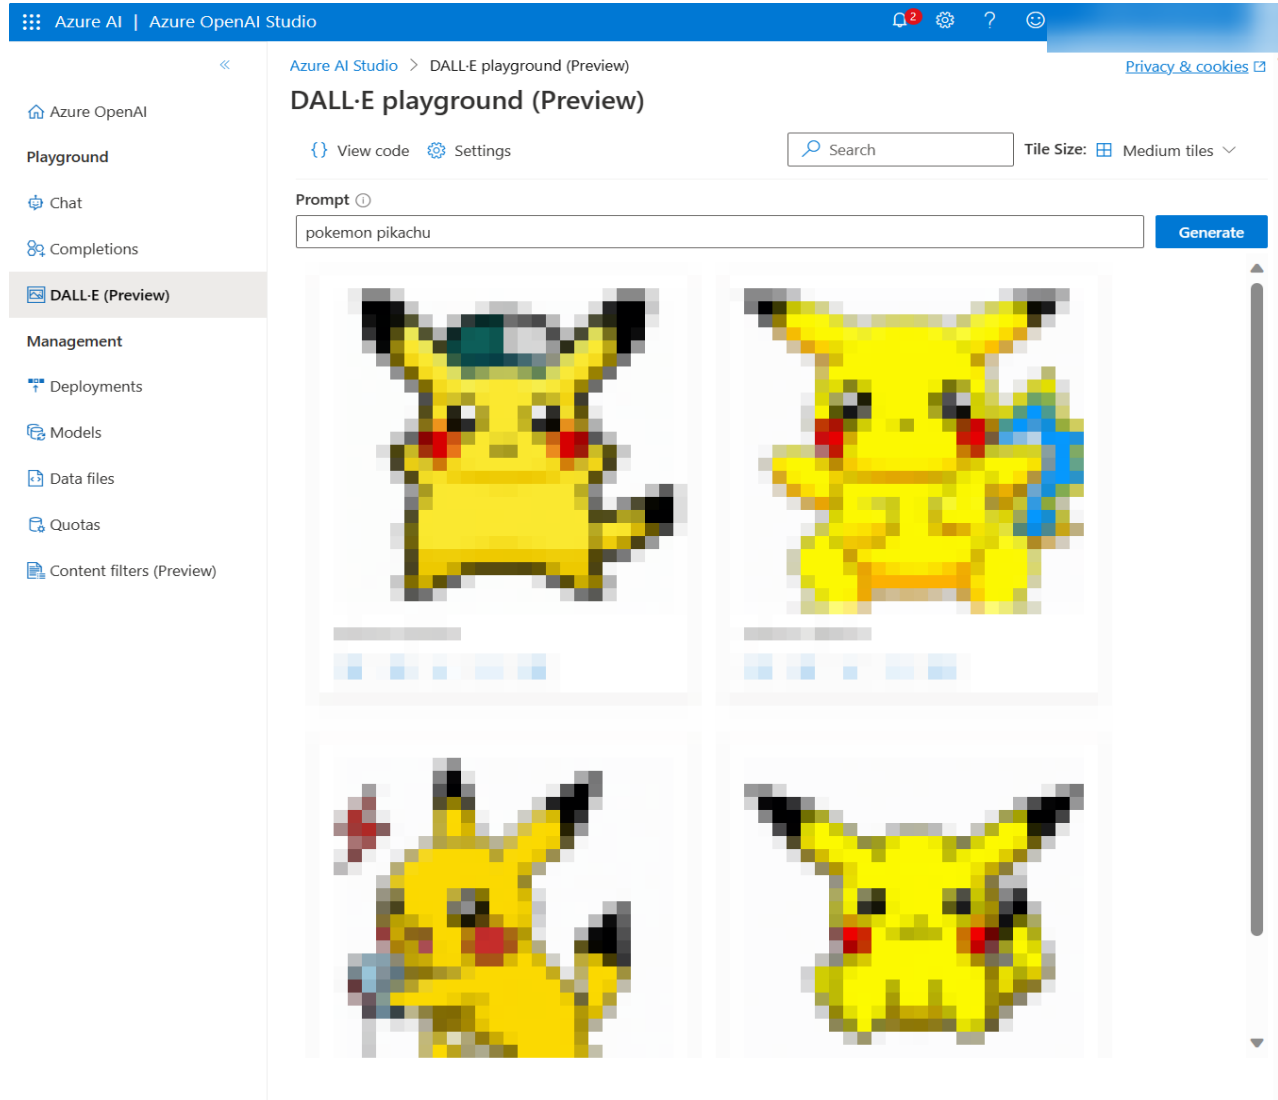 Azure AI | Azure OpenAI Studio
2
Azure AI Studio > DALL·E playground (Preview)
Privacy & cookies
DALL·E playground (Preview)
Azure OpenAI
Playground
Chat
Completions
DALL·E (Preview)
Management
Deployments
Models
Data files
Quotas
Content filters (Preview)
{} View code
Settings
Search
Tile Size:
Medium tiles
Prompt
pokemon pikachu
Generate